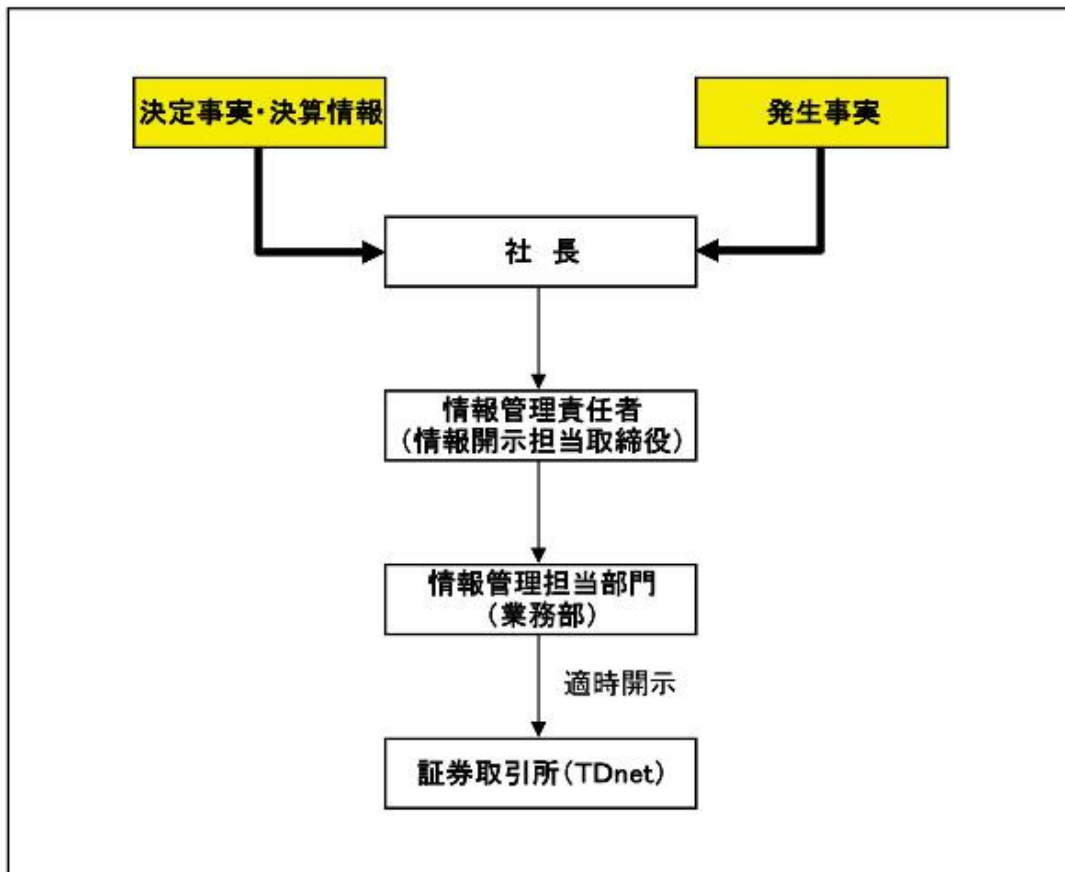 決定事実・決算情報
発生事実
社 長
情報管理責任者
（情報開示担当取締役）
情報管理担当部門
（業務部）
適時開示
証券取引所（TDnet）